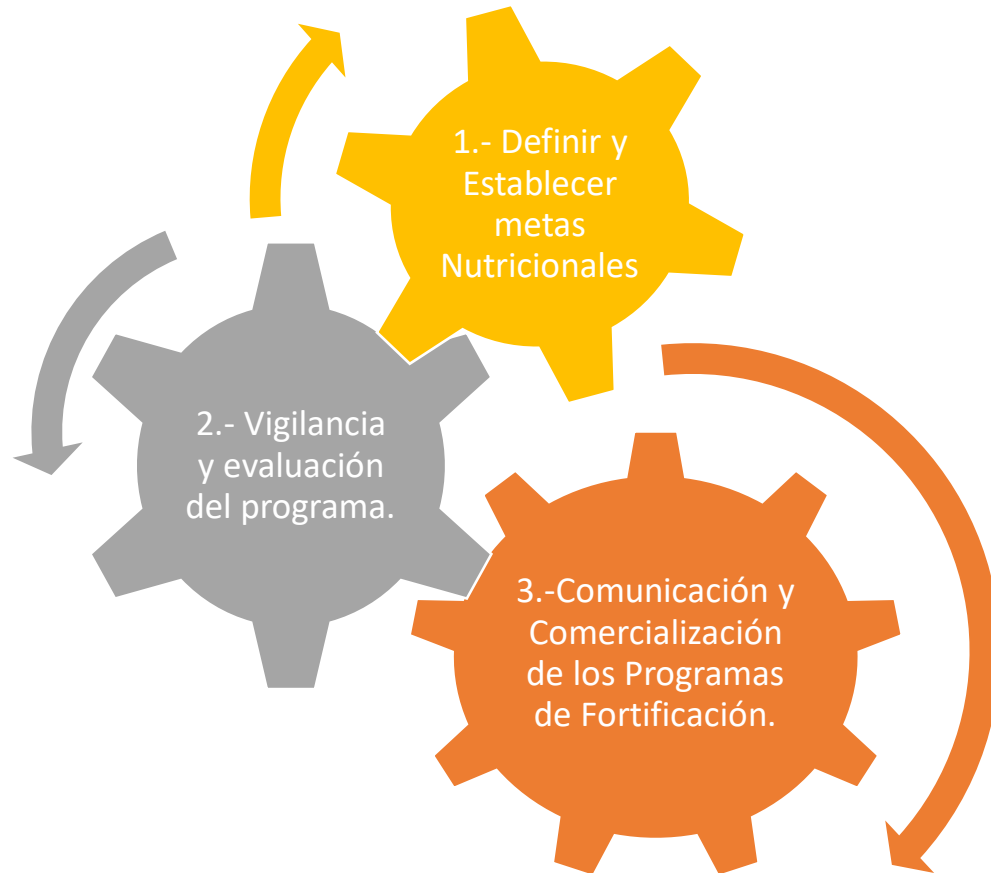 1.- Definir y
Establecer
metas
Nutricionales
2.- Vigilancia
y evaluación
del programa.
3.-Comunicación y
Comercialización
de los Programas
de Fortificación.